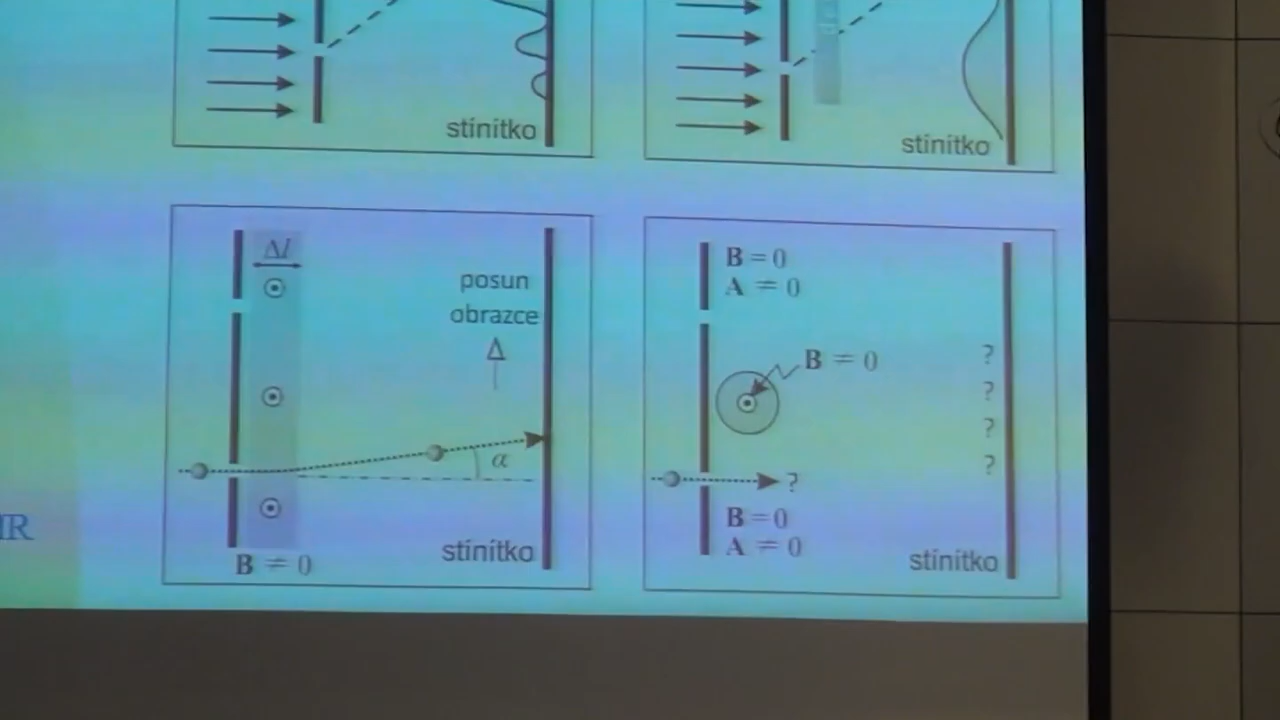 stínítko
stínítko
Δl
posun
obrazce
Δ
α
B ≠ 0
stínítko
B = 0
A ≠ 0
B ≠ 0
?
?
?
?
?
B = 0
A ≠ 0
stínítko
IR